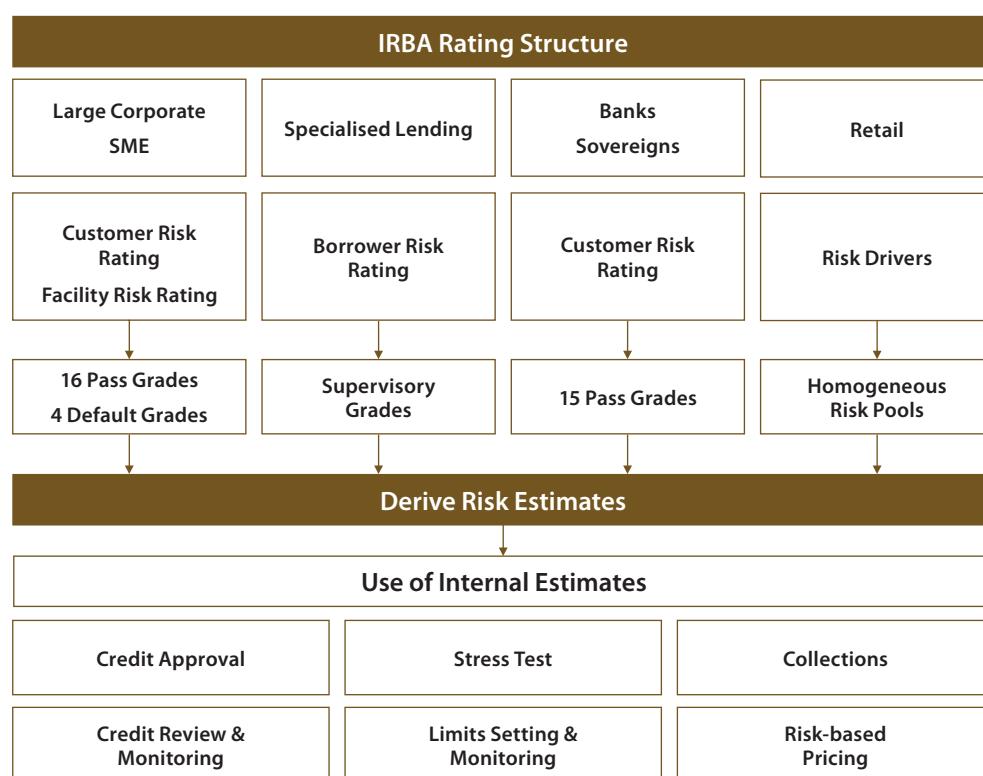 IRBA Rating Structure
Large Corporate
SME
Specialised Lending
Banks
Sovereigns
Retail
Customer Risk
Rating
Facility Risk Rating
Borrower Risk
Rating
Customer Risk
Rating
Risk Drivers
16 Pass Grades
4 Default Grades
Supervisory
Grades
15 Pass Grades
Homogeneous
Risk Pools
Derive Risk Estimates
Use of Internal Estimates
Credit Approval
Stress Test
Collections
Credit Review &
Monitoring
Limits Setting &
Monitoring
Risk-based
Pricing